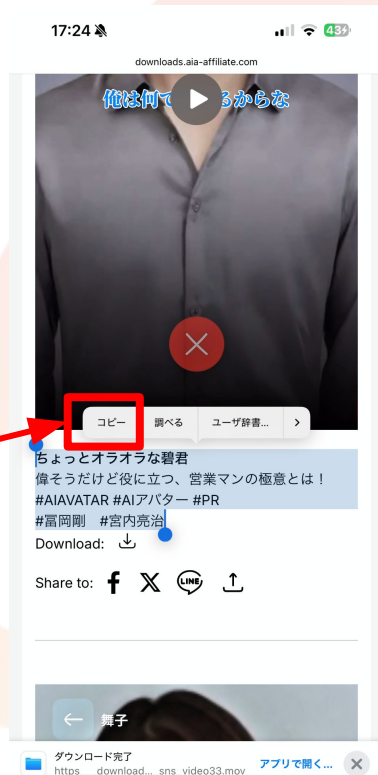 17:24
43
downloads.aia-affiliate.com
俺は何で るからな
コピー 調べる ユーザ辞書...
ちょっとオラオラな碧君
偉そうだけど役に立つ、営業マンの極意とは！
#AIAVATAR #AIアバター #PR
#冨岡剛 #宮内亮治
Download:
Share to: f X LINE
舞子
ダウンロード完了
アプリで開く...
https___download..._sns_video33.mov